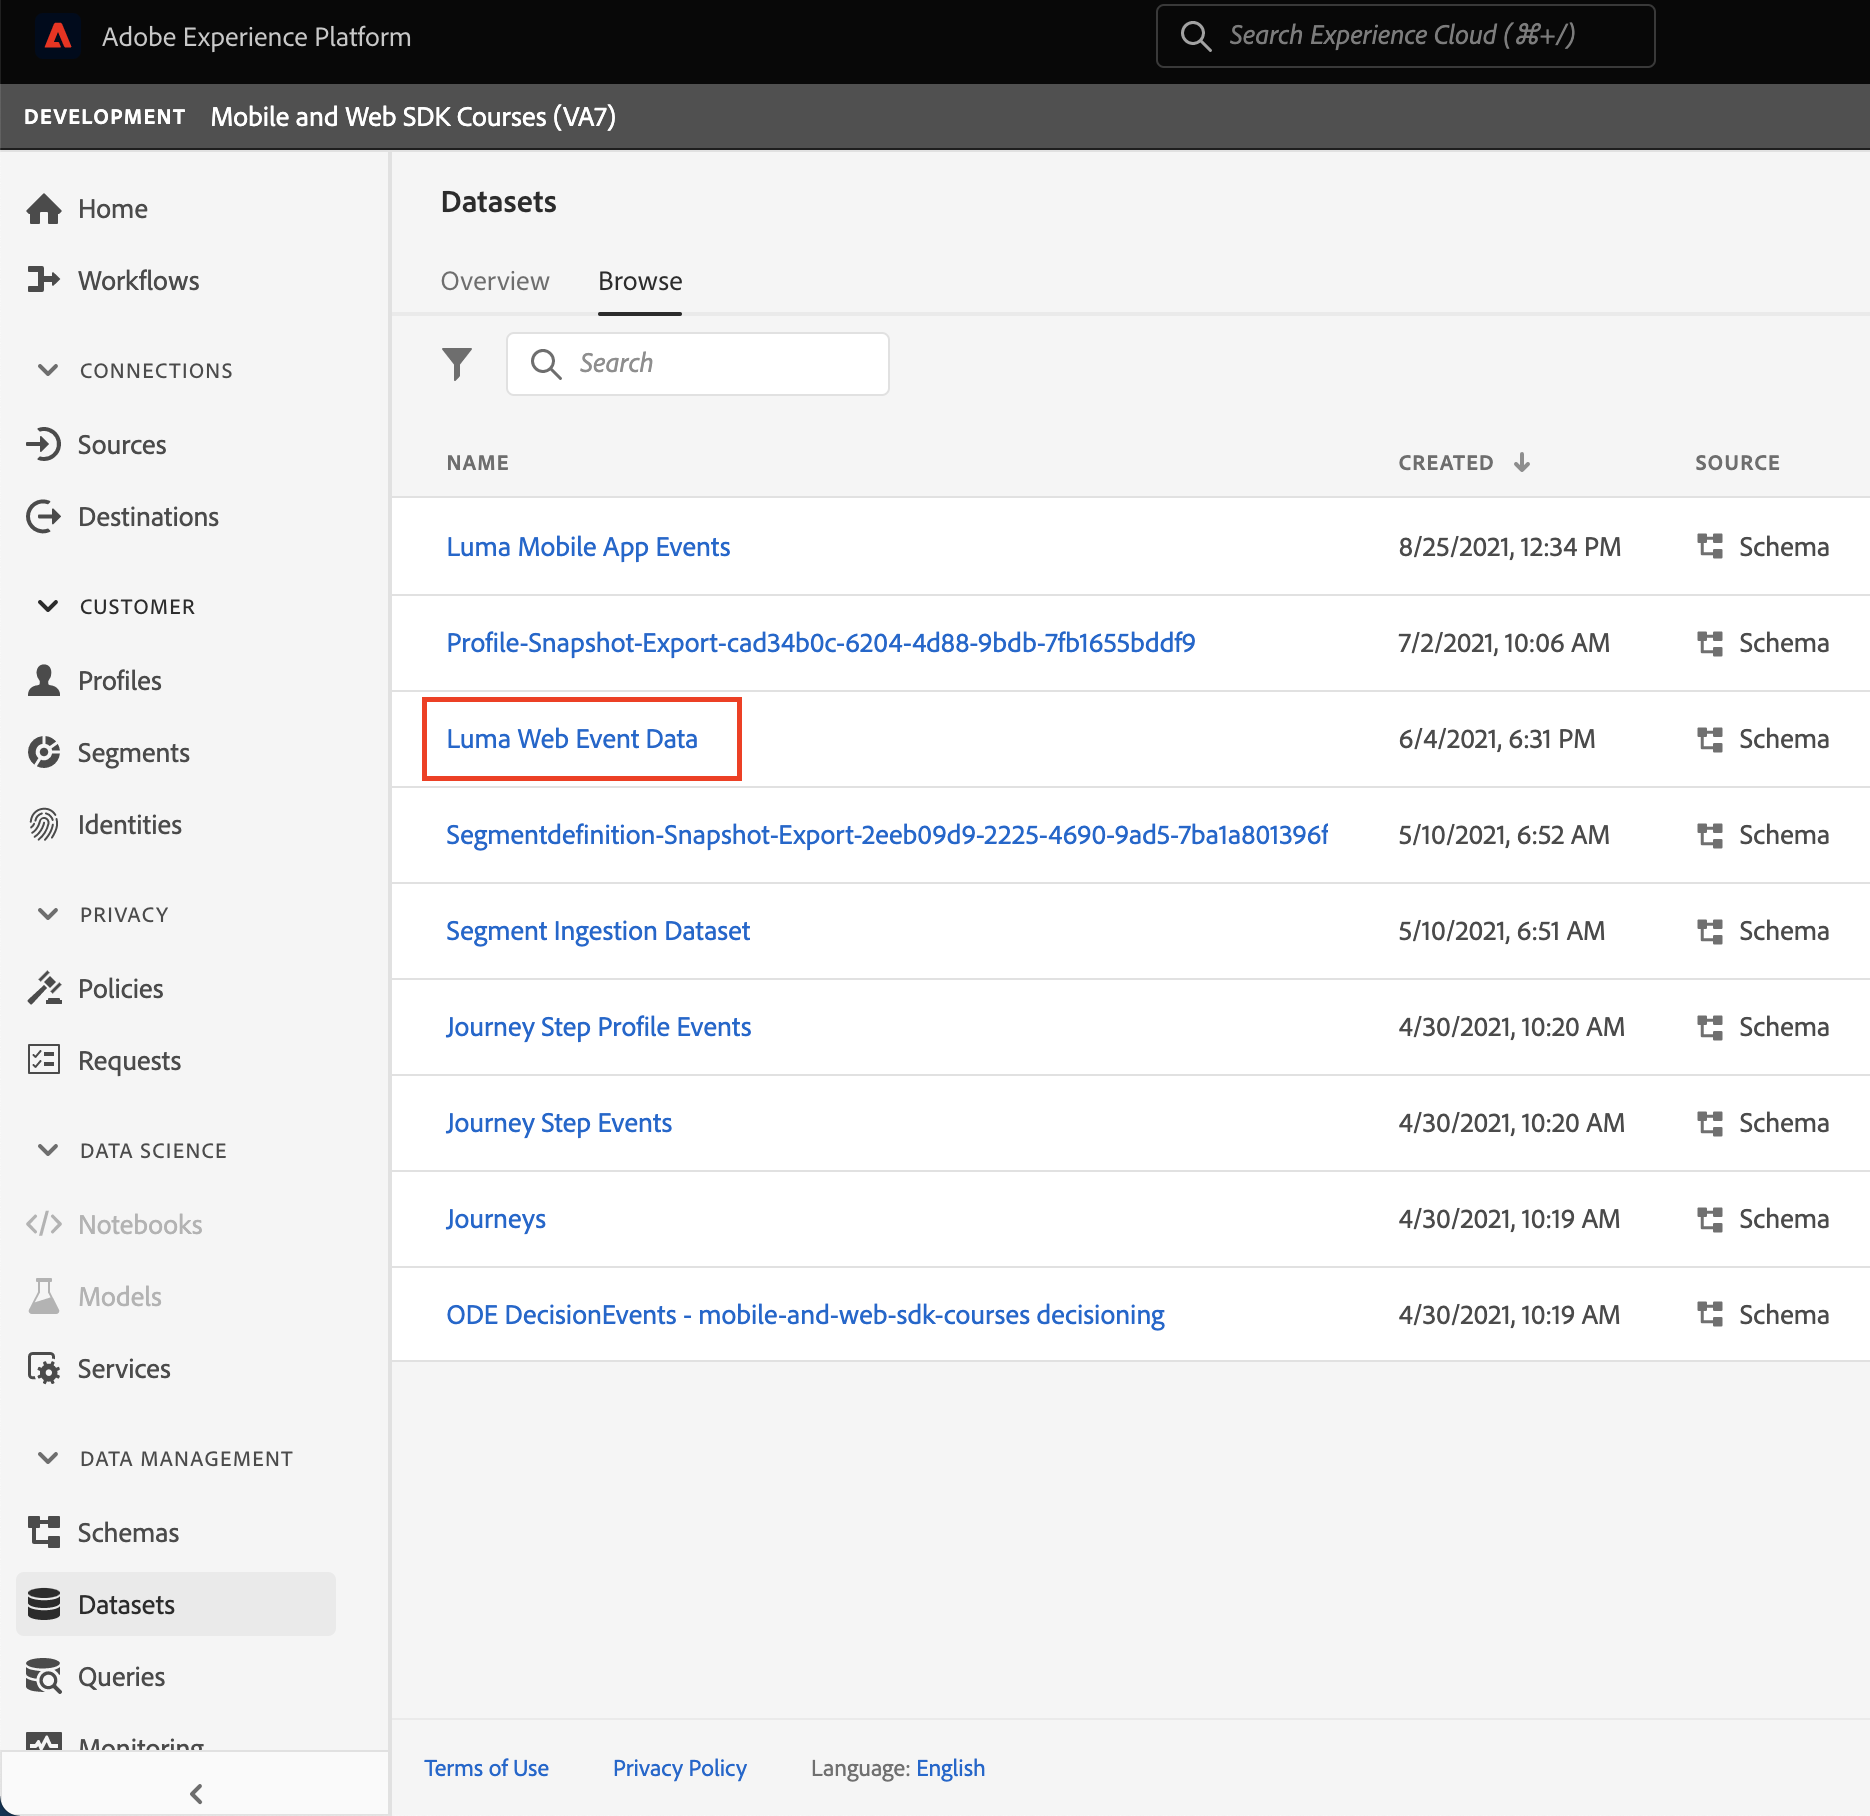 Adobe Experience Platform
Search Experience Cloud (⌘+/)
DEVELOPMENT Mobile and Web SDK Courses (VA7)
Home
Workflows
CONNECTIONS
Sources
Destinations
CUSTOMER
Profiles
Segments
Identities
PRIVACY
Policies
Requests
DATA SCIENCE
Notebooks
Models
Services
DATA MANAGEMENT
Schemas
Datasets
Queries
Monitoring
Datasets
Overview Browse
Search
NAME CREATED SOURCE
Luma Mobile App Events 8/25/2021, 12:34 PM Schema
Profile-Snapshot-Export-cad34b0c-6204-4d88-9bdb-7fb1655bddf9 7/2/2021, 10:06 AM Schema
Luma Web Event Data 6/4/2021, 6:31 PM Schema
Segmentdefinition-Snapshot-Export-2eeb09d9-2225-4690-9ad5-7ba1a801396f 5/10/2021, 6:52 AM Schema
Segment Ingestion Dataset 5/10/2021, 6:51 AM Schema
Journey Step Profile Events 4/30/2021, 10:20 AM Schema
Journey Step Events 4/30/2021, 10:20 AM Schema
Journeys 4/30/2021, 10:19 AM Schema
ODE DecisionEvents - mobile-and-web-sdk-courses decisioning 4/30/2021, 10:19 AM Schema
Terms of Use Privacy Policy Language: English